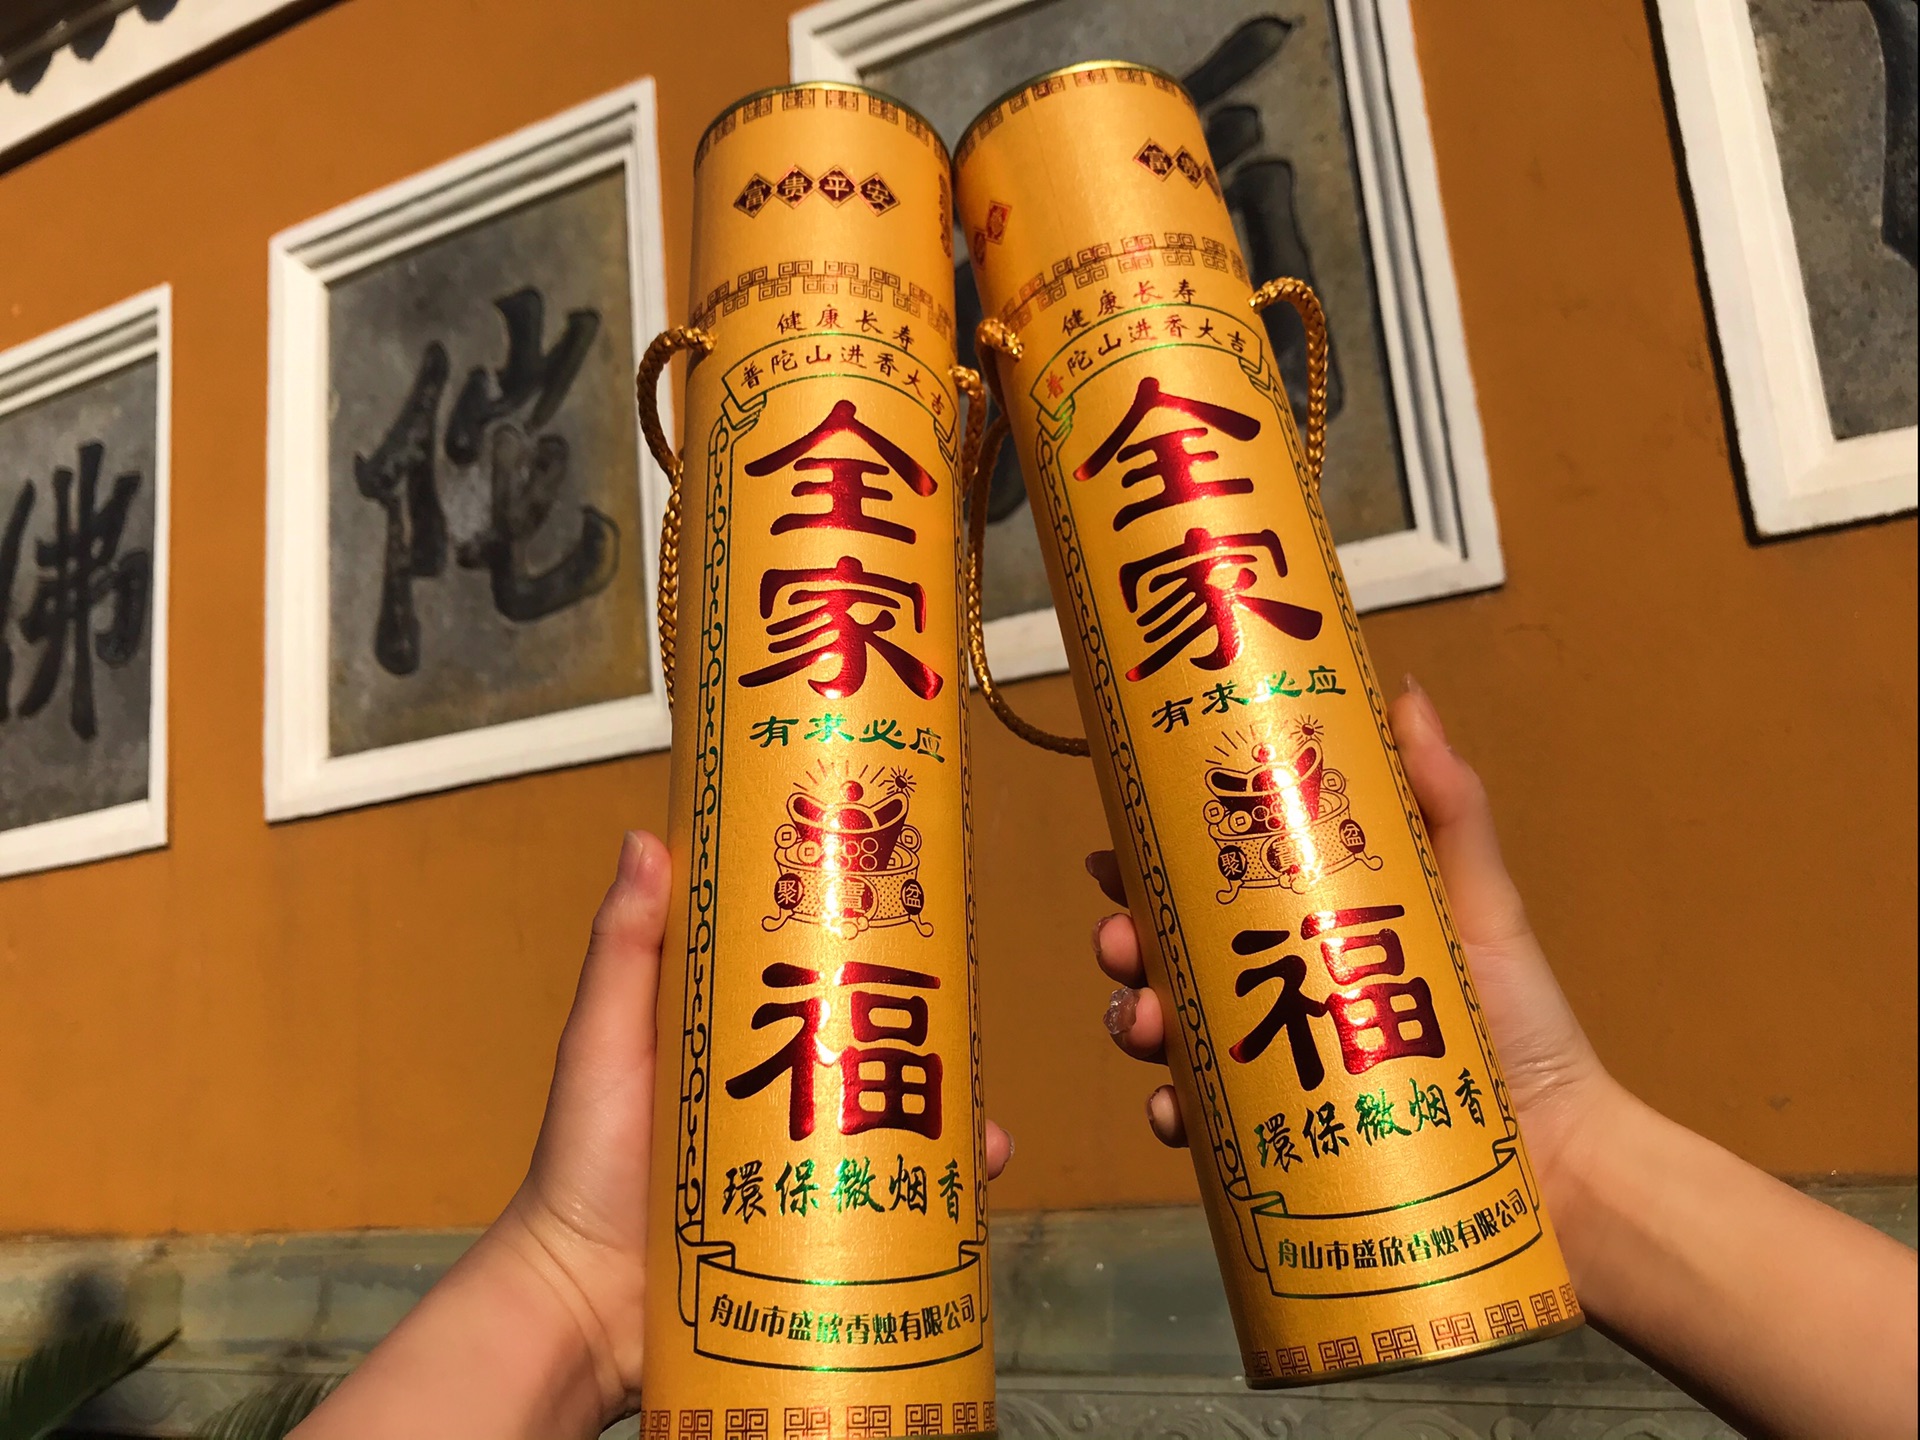 佛
陀
富贵平安
健康长寿
普陀山进香大吉
全家
有求必应
聚寶盆
福
環保微烟香
舟山市盛欣香烛有限公司
富贵
健康长寿
普陀山进香大吉
全家
有求必应
聚寶盆
福
環保微烟香
舟山市盛欣香烛有限公司